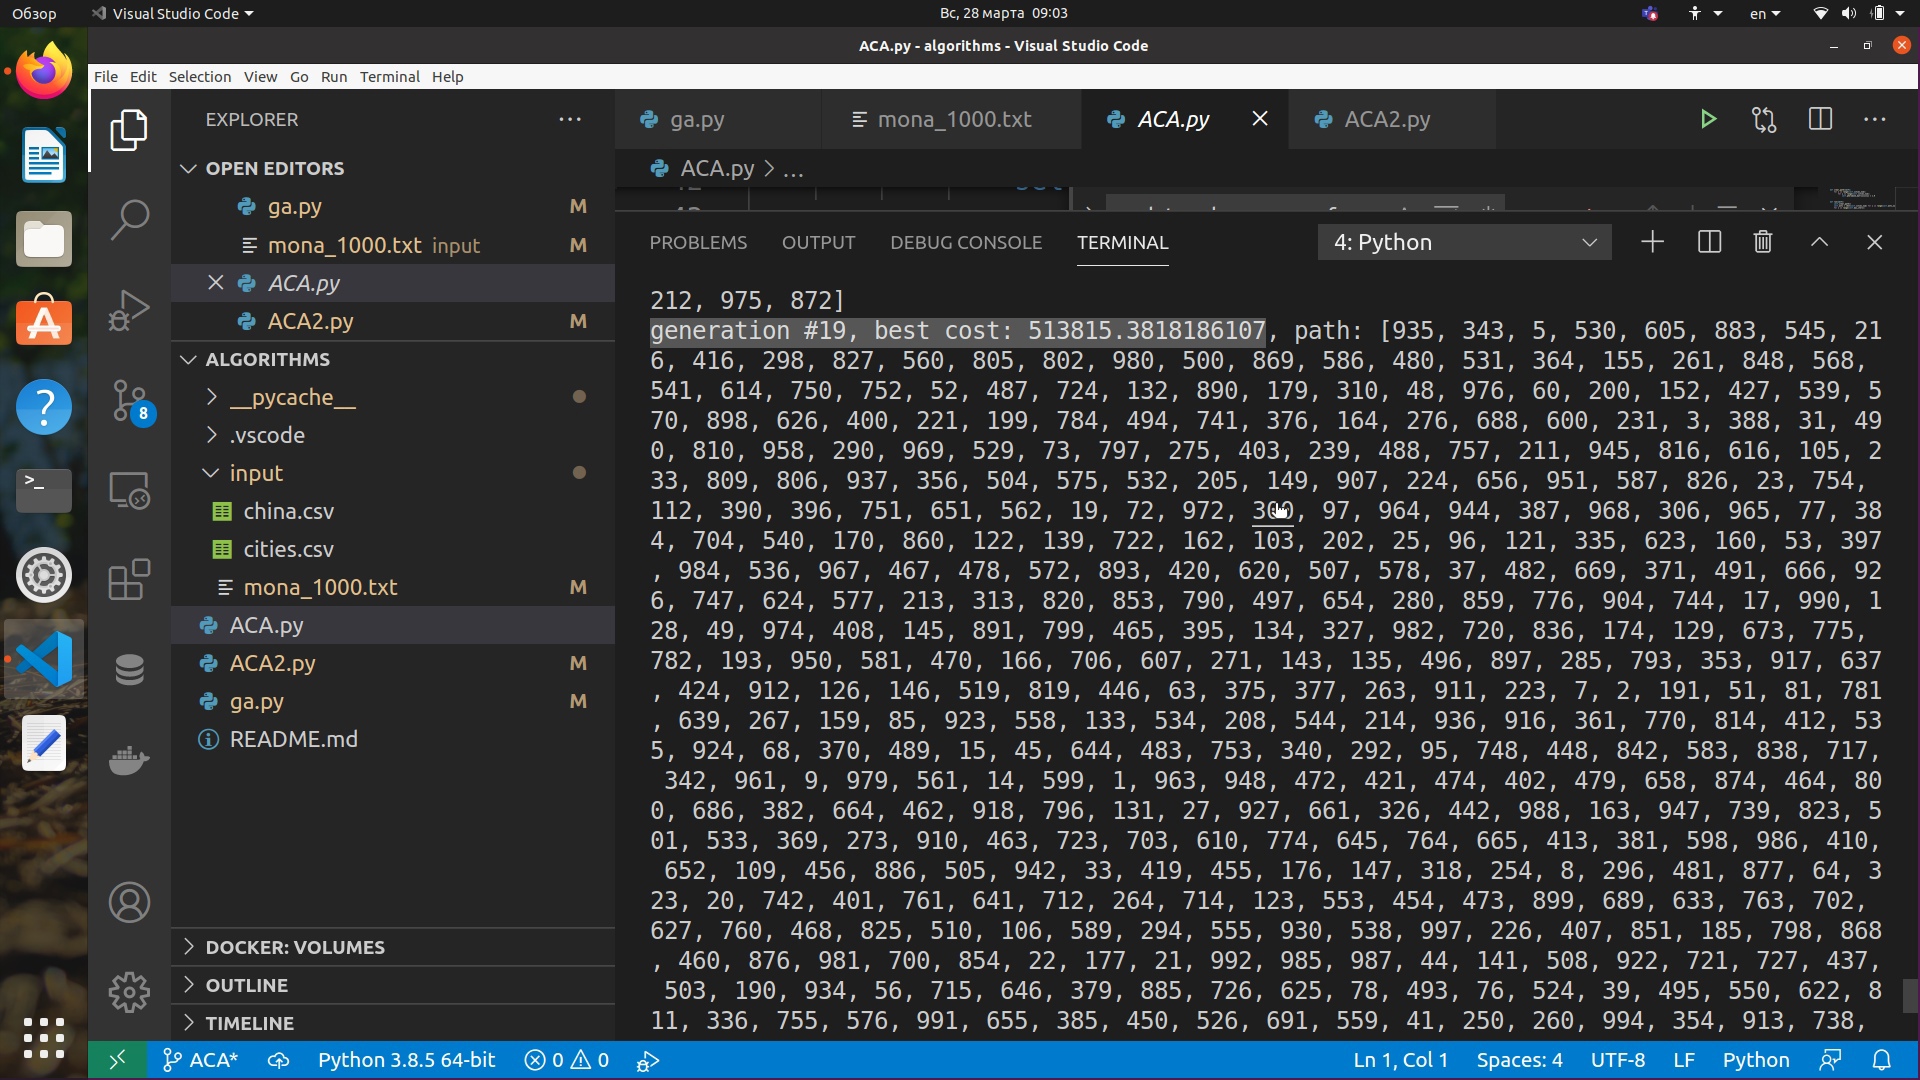 Обзор
Visual Studio Code
Вс, 28 марта 09:03
en
ACA.py - algorithms - Visual Studio Code
File Edit Selection View Go Run Terminal Help
EXPLORER
OPEN EDITORS
ga.py M
mona_1000.txt input M
ACA.py
ACA2.py M
ALGORITHMS
__pycache__
.vscode
input
china.csv
cities.csv
mona_1000.txt M
ACA.py
ACA2.py M
ga.py M
README.md
DOCKER: VOLUMES
OUTLINE
TIMELINE
8
ga.py
mona_1000.txt
ACA.py
ACA2.py
ACA.py > ...
PROBLEMS OUTPUT DEBUG CONSOLE TERMINAL
4: Python
212, 975, 872]
generation #19, best cost: 513815.3818186107, path: [935, 343, 5, 530, 605, 883, 545, 21
6, 416, 298, 827, 560, 805, 802, 980, 500, 869, 586, 480, 531, 364, 155, 261, 848, 568,
541, 614, 750, 752, 52, 487, 724, 132, 890, 179, 310, 48, 976, 60, 200, 152, 427, 539, 5
70, 898, 626, 400, 221, 199, 784, 494, 741, 376, 164, 276, 688, 600, 231, 3, 388, 31, 49
0, 810, 958, 290, 969, 529, 73, 797, 275, 403, 239, 488, 757, 211, 945, 816, 616, 105, 2
33, 809, 806, 937, 356, 504, 575, 532, 205, 149, 907, 224, 656, 951, 587, 826, 23, 754,
112, 390, 396, 751, 651, 562, 19, 72, 972, 300, 97, 964, 944, 387, 968, 306, 965, 77, 38
4, 704, 540, 170, 860, 122, 139, 722, 162, 103, 202, 25, 96, 121, 335, 623, 160, 53, 397
, 984, 536, 967, 467, 478, 572, 893, 420, 620, 507, 578, 37, 482, 669, 371, 491, 666, 92
6, 747, 624, 577, 213, 313, 820, 853, 790, 497, 654, 280, 859, 776, 904, 744, 17, 990, 1
28, 49, 974, 408, 145, 891, 799, 465, 395, 134, 327, 982, 720, 836, 174, 129, 673, 775,
782, 193, 950, 581, 470, 166, 706, 607, 271, 143, 135, 496, 897, 285, 793, 353, 917, 637
, 424, 912, 126, 146, 519, 819, 446, 63, 375, 377, 263, 911, 223, 7, 2, 191, 51, 81, 781
, 639, 267, 159, 85, 923, 558, 133, 534, 208, 544, 214, 936, 916, 361, 770, 814, 412, 53
5, 924, 68, 370, 489, 15, 45, 644, 483, 753, 340, 292, 95, 748, 448, 842, 583, 838, 717,
342, 961, 9, 979, 561, 14, 599, 1, 963, 948, 472, 421, 474, 402, 479, 658, 874, 464, 80
0, 686, 382, 664, 462, 918, 796, 131, 27, 927, 661, 326, 442, 988, 163, 947, 739, 823, 5
01, 533, 369, 273, 910, 463, 723, 703, 610, 774, 645, 764, 665, 413, 381, 598, 986, 410,
652, 109, 456, 886, 505, 942, 33, 419, 455, 176, 147, 318, 254, 8, 296, 481, 877, 64, 3
23, 20, 742, 401, 761, 641, 712, 264, 714, 123, 553, 454, 473, 899, 689, 633, 763, 702,
627, 760, 468, 825, 510, 106, 589, 294, 555, 930, 538, 997, 226, 407, 851, 185, 798, 868
, 460, 876, 981, 700, 854, 22, 177, 21, 992, 985, 987, 44, 141, 508, 922, 721, 727, 437,
503, 190, 934, 56, 715, 646, 379, 885, 726, 625, 78, 493, 76, 524, 39, 495, 550, 622, 8
11, 336, 755, 576, 991, 655, 385, 450, 526, 691, 559, 41, 250, 260, 994, 354, 913, 738,
ACA* Python 3.8.5 64-bit 0 0 Ln 1, Col 1 Spaces: 4 UTF-8 LF Python